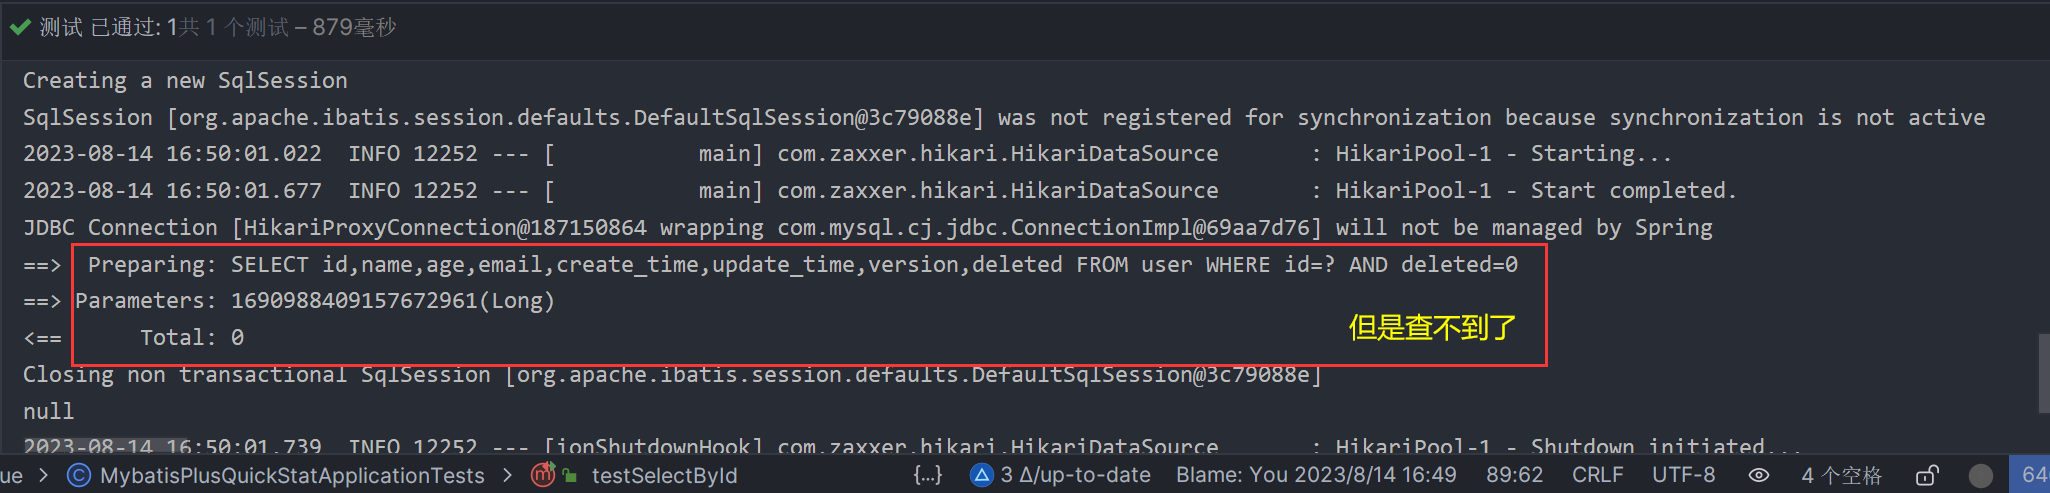 测试 已通过: 1共 1 个测试 – 879毫秒
Creating a new SqlSession
SqlSession [org.apache.ibatis.session.defaults.DefaultSqlSession@3c79088e] was not registered for synchronization because synchronization is not active
2023-08-14 16:50:01.022  INFO 12252 --- [           main] com.zaxxer.hikari.HikariDataSource       : HikariPool-1 - Starting...
2023-08-14 16:50:01.677  INFO 12252 --- [           main] com.zaxxer.hikari.HikariDataSource       : HikariPool-1 - Start completed.
JDBC Connection [HikariProxyConnection@187150864 wrapping com.mysql.cj.jdbc.ConnectionImpl@69aa7d76] will not be managed by Spring
==>  Preparing: SELECT id,name,age,email,create_time,update_time,version,deleted FROM user WHERE id=? AND deleted=0
==> Parameters: 1690988409157672961(Long)
但是查不到了
<==      Total: 0
Closing non transactional SqlSession [org.apache.ibatis.session.defaults.DefaultSqlSession@3c79088e]
null
2023-08-14 16:50:01.739  INFO 12252 --- [ionShutdownHook] com.zaxxer.hikari.HikariDataSource       : HikariPool-1 - Shutdown initiated...
ue > MybatisPlusQuickStatApplicationTests > testSelectById {...} 3 Δ/up-to-date Blame: You 2023/8/14 16:49 89:62 CRLF UTF-8 4 个空格 64